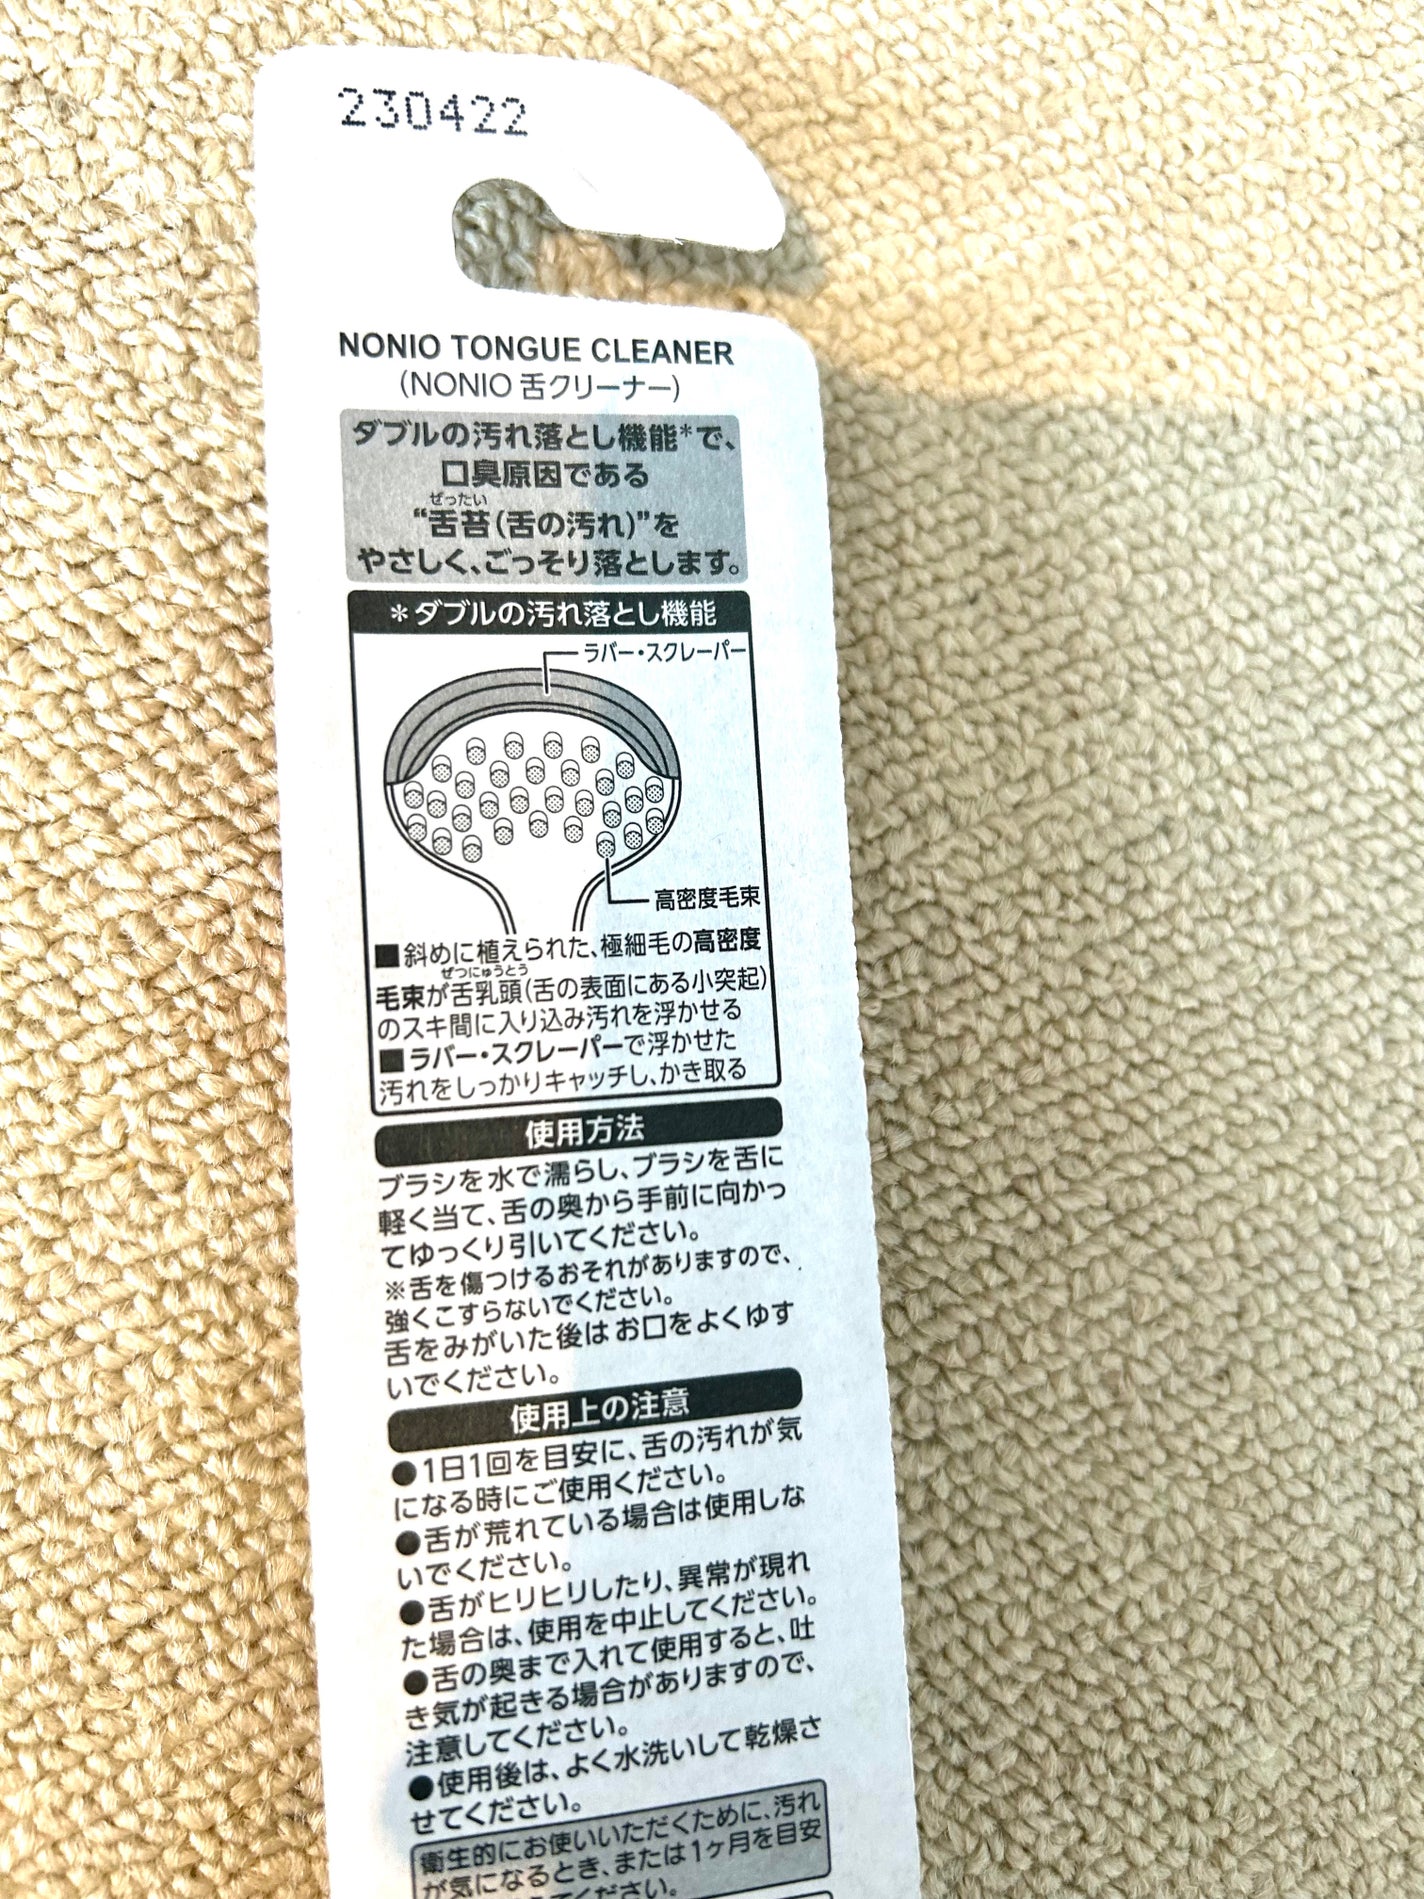 230422
NONIO TONGUE CLEANER
(NONIO 舌クリーナー)
ダブルの汚れ落とし機能*で、
口臭原因である
ぜったい
“舌苔(舌の汚れ)”を
やさしく、ごっそり落とします。
*ダブルの汚れ落とし機能
ラバー・スクレーパー
高密度毛束
■斜めに植えられた、極細毛の高密度
ぜつにゅうとう
毛束が舌乳頭(舌の表面にある小突起)
のスキ間に入り込み汚れを浮かせる
■ラバー・スクレーパーで浮かせた
汚れをしっかりキャッチし、かき取る
使用方法
ブラシを水で濡らし、ブラシを舌に
軽く当て、舌の奥から手前に向かっ
てゆっくり引いてください。
※舌を傷つけるおそれがありますので、
強くこすらないでください。
舌をみがいた後はお口をよくゆす
いでください。
使用上の注意
●1日1回を目安に、舌の汚れが気
になる時にご使用ください。
●舌が荒れている場合は使用しな
いでください。
●舌がヒリヒリしたり、異常が現れ
た場合は、使用を中止してください。
●舌の奥まで入れて使用すると、吐
き気が起きる場合がありますので、
注意してください。
●使用後は、よく水洗いして乾燥さ
せてください。
衛生的にお使いいただくために、汚れ
が気になるとき、または1ヶ月を目安
てください。